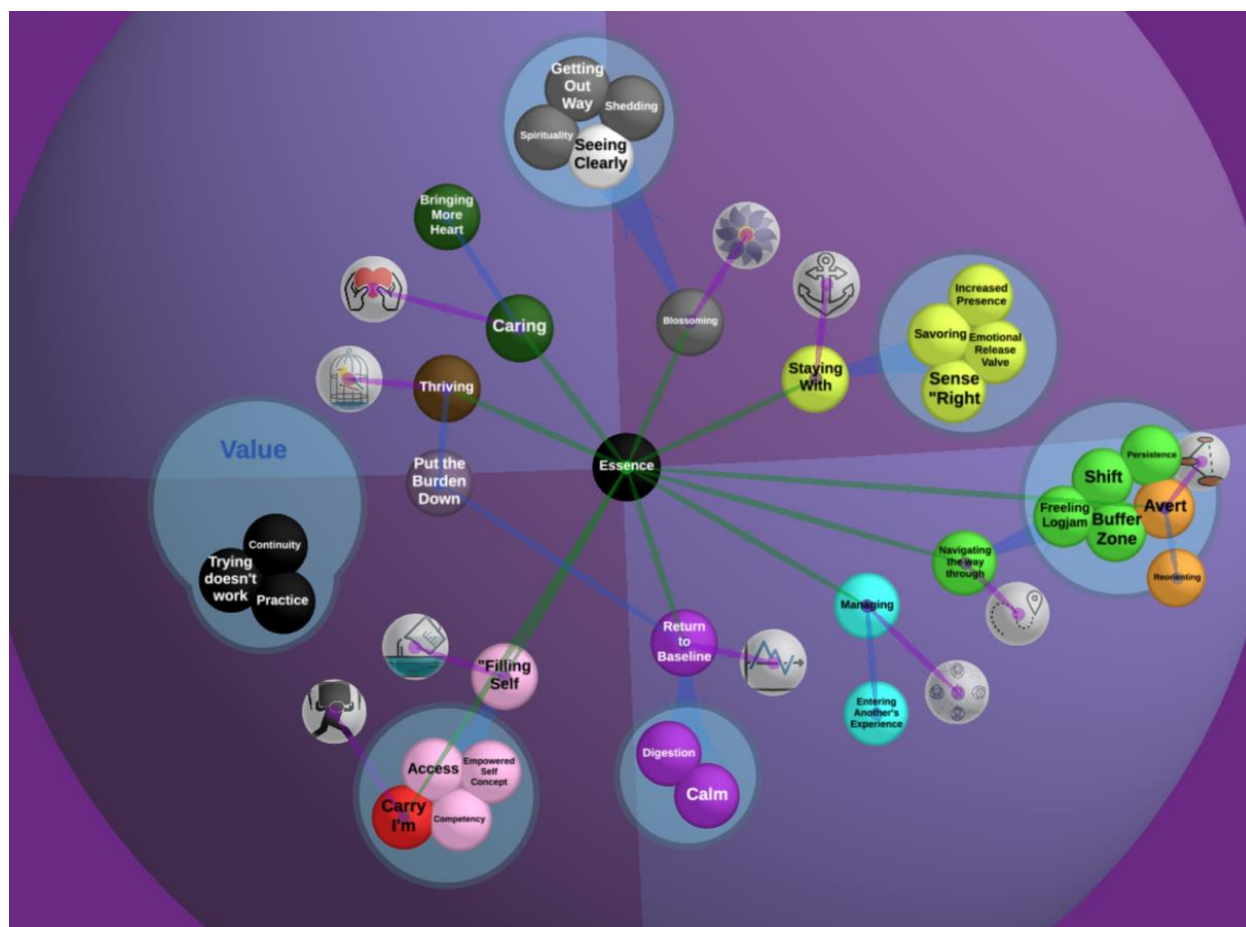 Getting
Out
Way
Shedding
Spirituality
Seeing
Clearly
Bringing
More
Heart
Caring
Blossoming
Thriving
Staying
With
Increased
Presence
Savoring
Emotional
Release
Valve
Sense
"Right
Value
Put the
Burden
Down
Essence
Persistence
Shift
Avert
Freeling
Logjam
Buffer
Zone
Navigating
the way
through
Reorienting
Continuity
Trying
doesn't
work
Practice
Managing
Return
to
Baseline
"Filling
Self
Entering
Another's
Experience
Digestion
Calm
Access
Empowered
Self
Concept
Carry
I'm
Competency